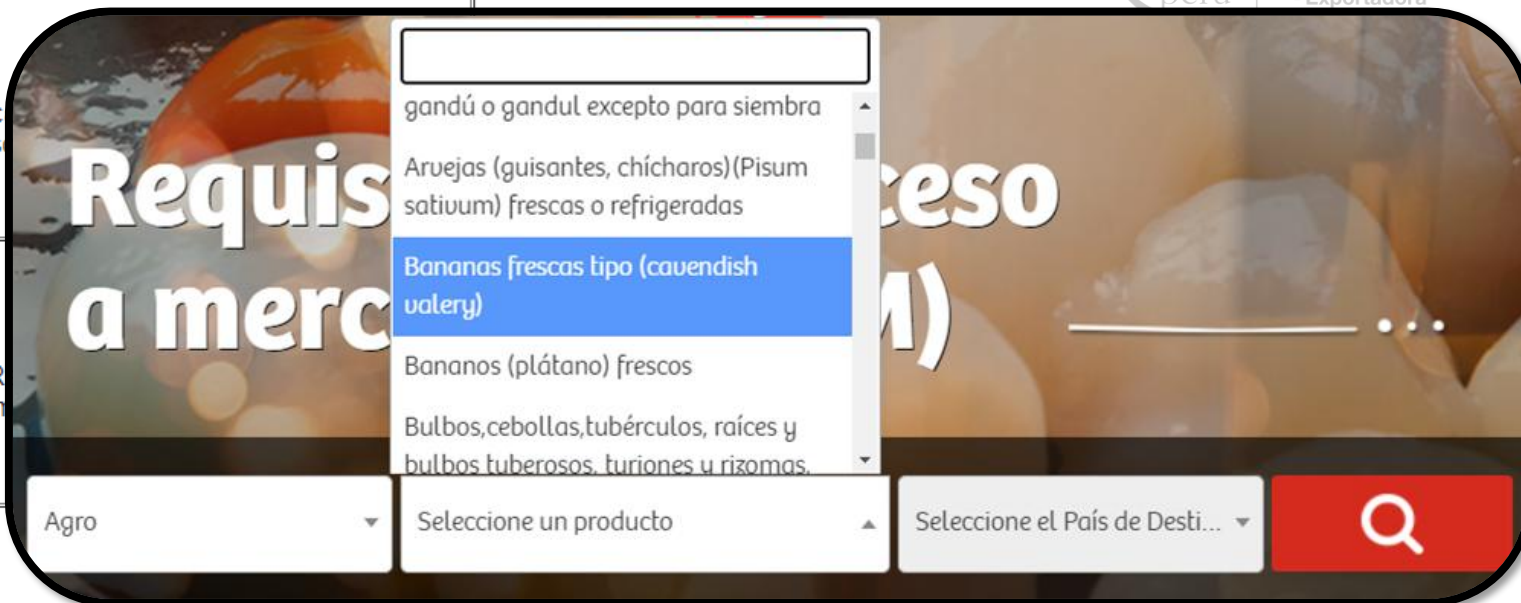 perú Exportadora
gandú o gandul excepto para siembra
Arvejas (guisantes, chícharos)(Pisum
sativum) frescas o refrigeradas
Requis ceso
Bananas frescas tipo (cavendish
valery)
a merc M)
Bananos (plátano) frescos
Bulbos,cebollas,tubérculos, raíces y
bulbos tuberosos, turiones y rizomas,
Agro
Seleccione un producto
Seleccione el País de Desti...